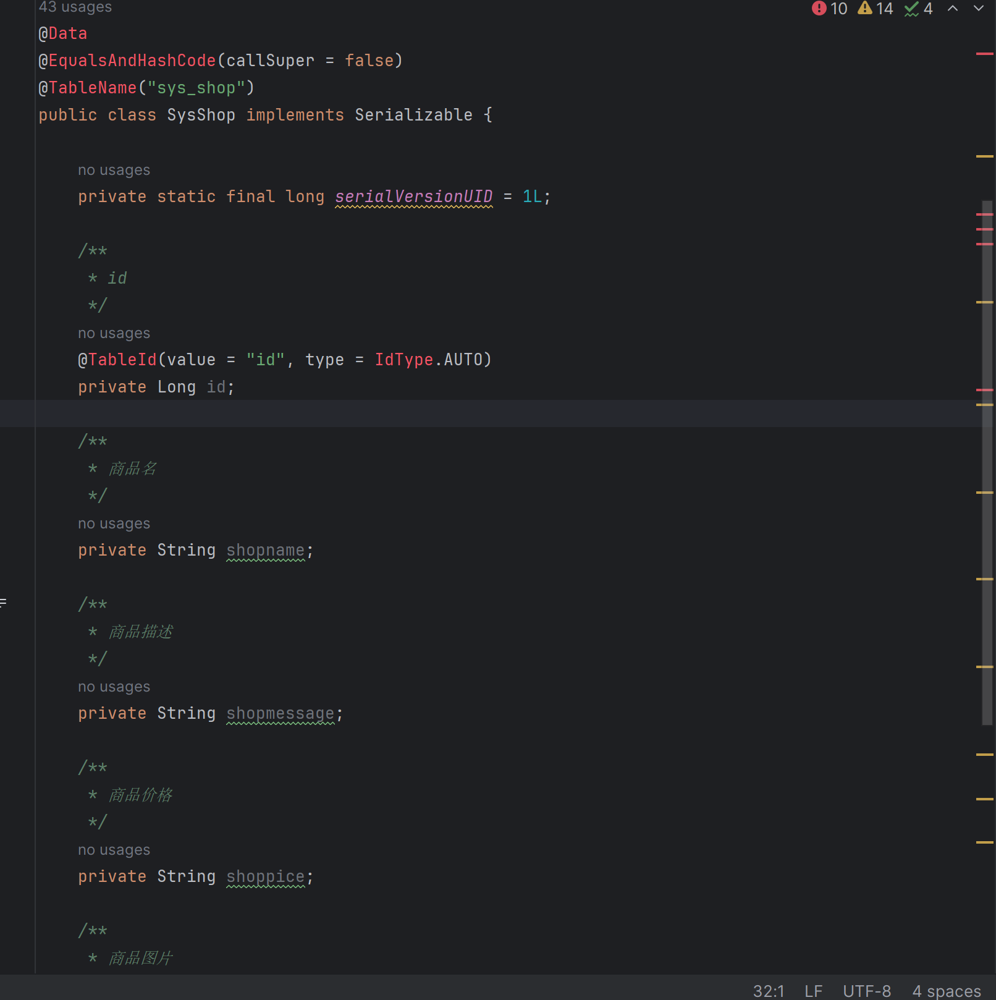 43 usages
10 14 4
@Data
@EqualsAndHashCode(callSuper = false)
@TableName("sys_shop")
public class SysShop implements Serializable {
no usages
private static final long serialVersionUID = 1L;
/**
* id
*/
no usages
@TableId(value = "id", type = IdType.AUTO)
private Long id;
/**
* 商品名
*/
no usages
private String shopname;
/**
* 商品描述
*/
no usages
private String shopmessage;
/**
* 商品价格
*/
no usages
private String shoppice;
/**
* 商品图片
32:1 LF UTF-8 4 spaces